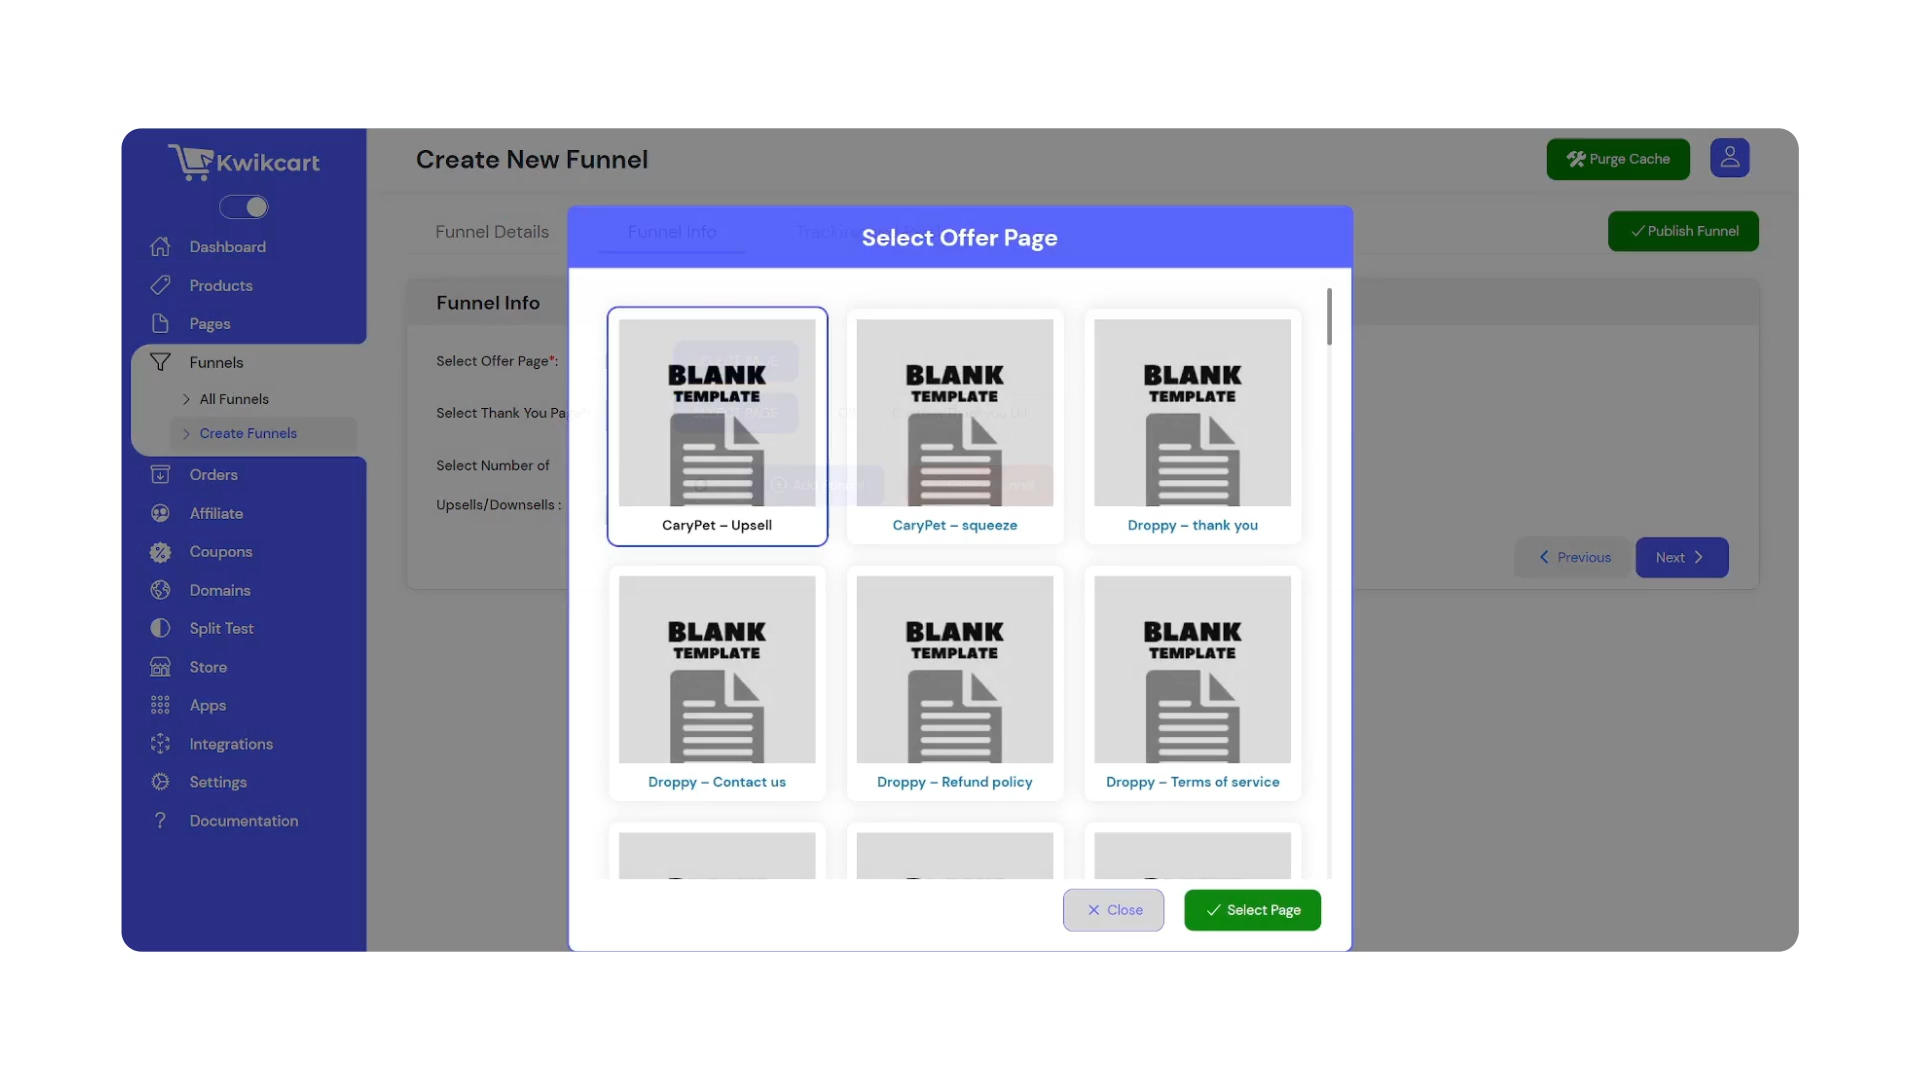 Kwikcart
Create New Funnel
Purge Cache
Dashboard
Products
Pages
Funnels
All Funnels
Create Funnels
Orders
Affiliate
Coupons
Domains
Split Test
Store
Apps
Integrations
Settings
? Documentation
Funnel Details
Funnel Info
Select Offer Page
Publish Funnel
Funnel Info
Select Offer Page*:
Select Thank You Pa
Select Number of
Upsells/Downsells :
BLANK
TEMPLATE
CaryPet – Upsell
BLANK
TEMPLATE
CaryPet – squeeze
BLANK
TEMPLATE
Droppy – thank you
BLANK
TEMPLATE
Droppy – Contact us
BLANK
TEMPLATE
Droppy – Refund policy
BLANK
TEMPLATE
Droppy – Terms of service
Previous
Next
Close
Select Page